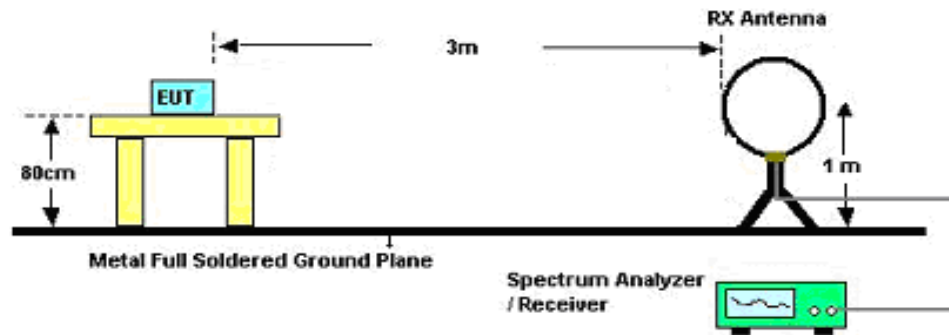 RX Antenna
3m
EUT
80cm
1 m
Metal Full Soldered Ground Plane
Spectrum Analyzer
/ Receiver